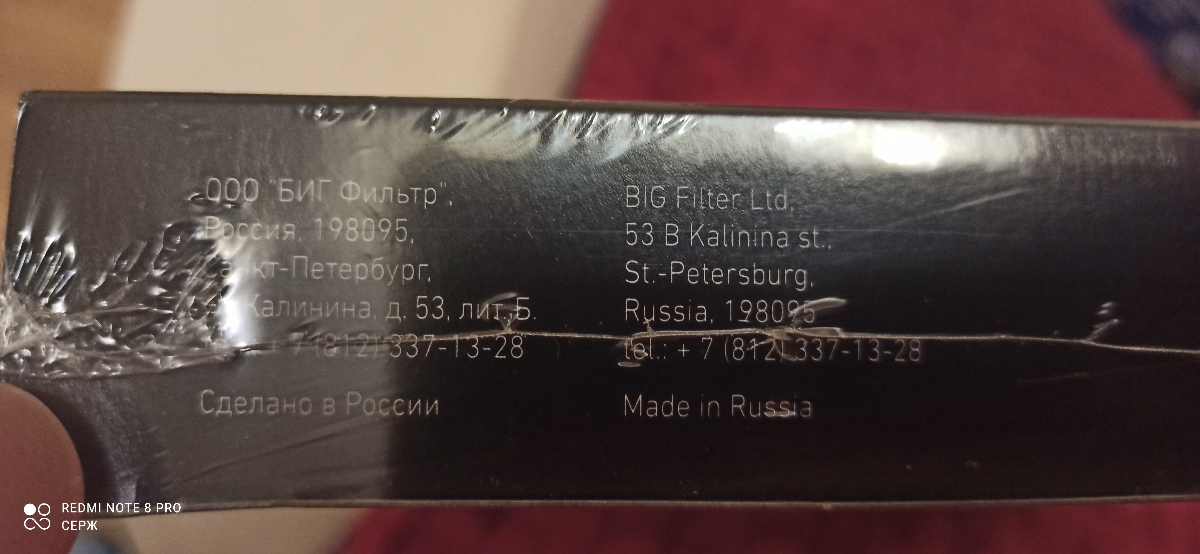 ООО "БИГ Фильтр",
Россия, 198095,
Санкт-Петербург,
Калинина, д. 53, лит. Б.
+ 7 (812) 337-13-28
Сделано в России
BIG Filter Ltd,
53 B Kalinina st.,
St.-Petersburg,
Russia, 198095
tel.: + 7 (812) 337-13-28
Made in Russia
REDMI NOTE 8 PRO
СЕРЖ